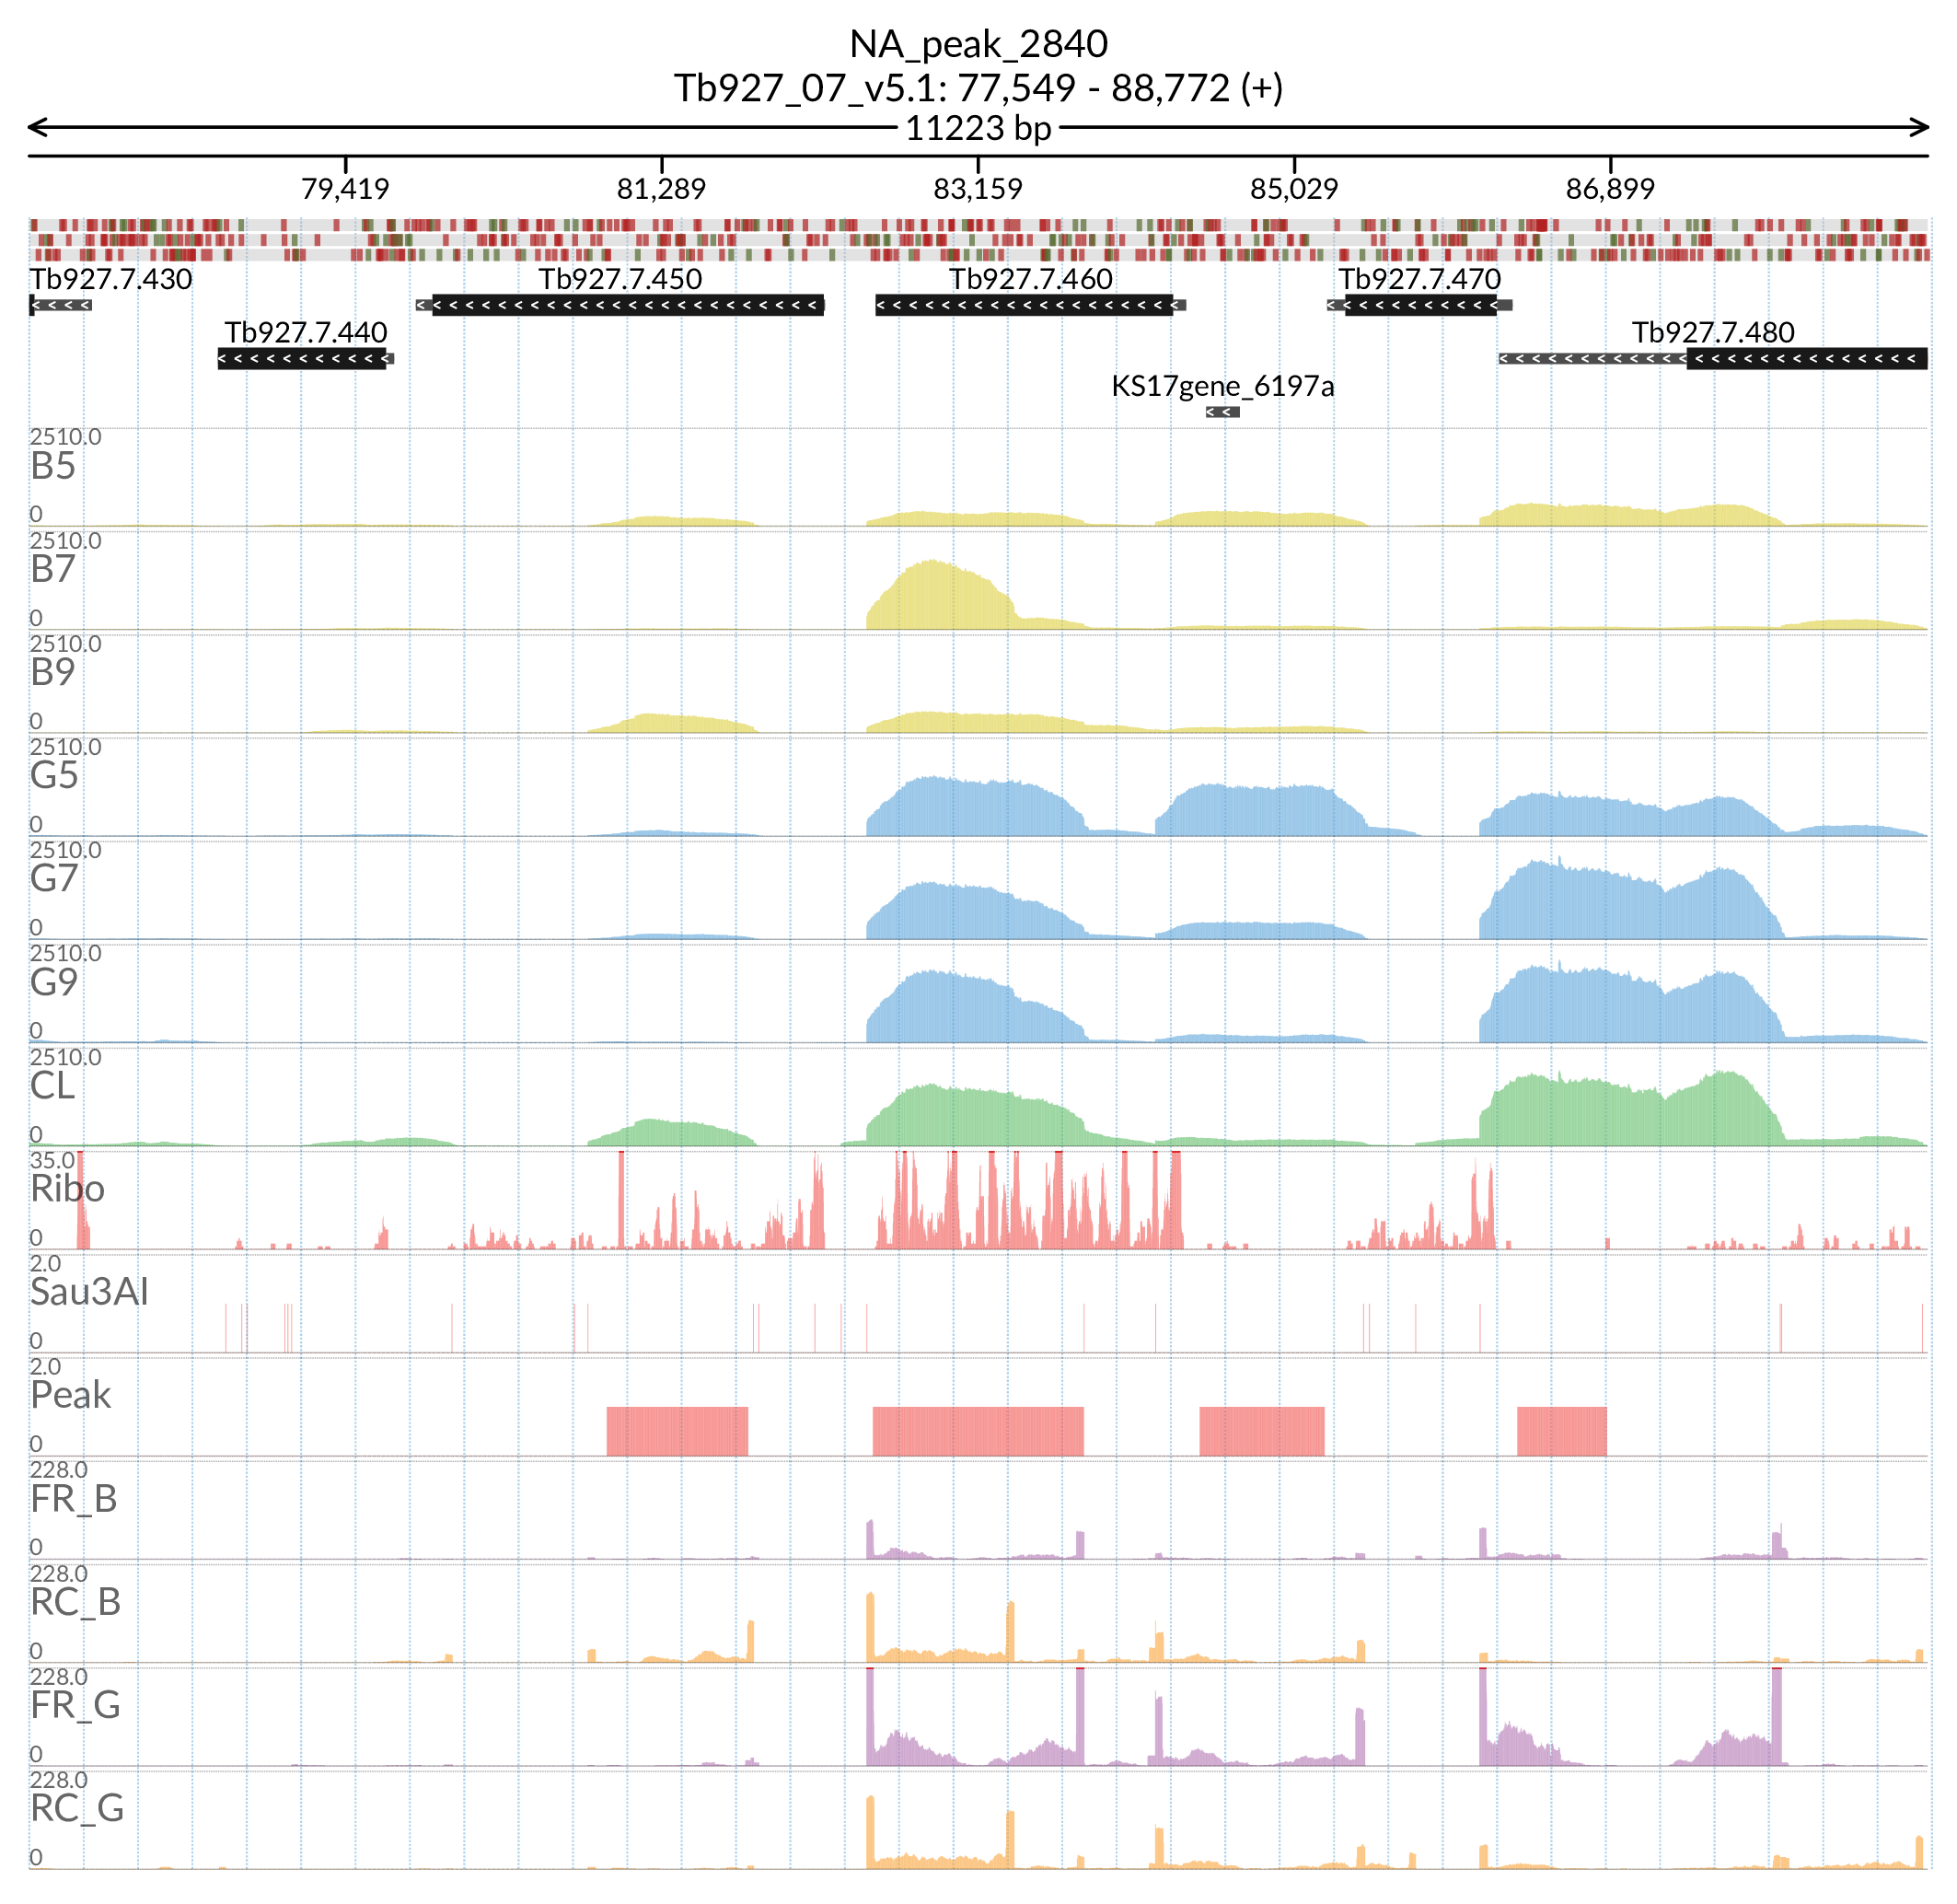 NA_peak_2840
Tb927_07_v5.1: 77,549 - 88,772 (+)
11223 bp
79,419 81,289 83,159 85,029 86,899
Tb927.7.430 Tb927.7.450 Tb927.7.460 Tb927.7.470
Tb927.7.440 Tb927.7.480
KS17gene_6197a
2510.0
B5
0
2510.0
B7
0
2510.0
B9
0
2510.0
G5
0
2510.0
G7
0
2510.0
G9
0
2510.0
CL
0
35.0
Ribo
0
2.0
Sau3AI
0
2.0
Peak
0
228.0
FR_B
0
228.0
RC_B
0
228.0
FR_G
0
228.0
RC_G
0